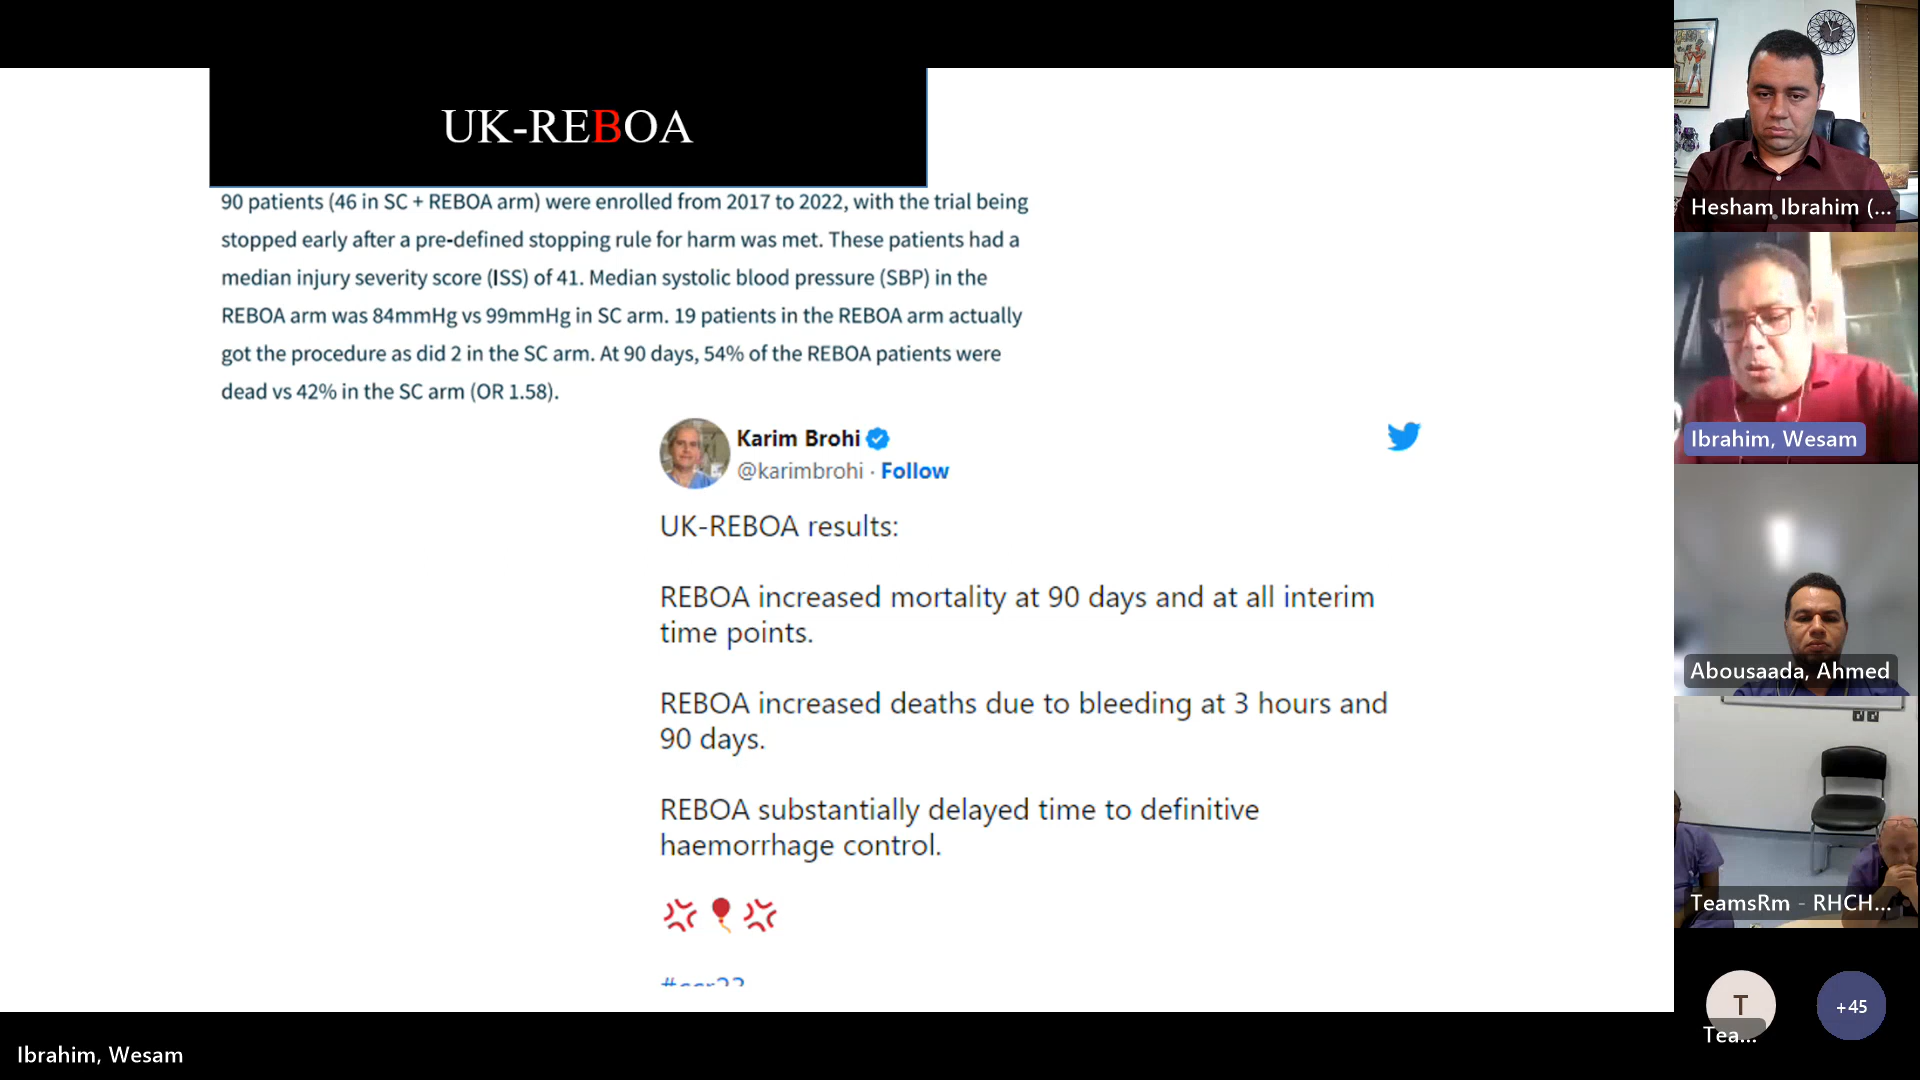 UK-REBOA
90 patients (46 in SC + REBOA arm) were enrolled from 2017 to 2022, with the trial being
stopped early after a pre-defined stopping rule for harm was met. These patients had a
median injury severity score (ISS) of 41. Median systolic blood pressure (SBP) in the
REBOA arm was 84mmHg vs 99mmHg in SC arm. 19 patients in the REBOA arm actually
got the procedure as did 2 in the SC arm. At 90 days, 54% of the REBOA patients were
dead vs 42% in the SC arm (OR 1.58).
Karim Brohi
@karimbrohi · Follow
UK-REBOA results:
REBOA increased mortality at 90 days and at all interim
time points.
REBOA increased deaths due to bleeding at 3 hours and
90 days.
REBOA substantially delayed time to definitive
haemorrhage control.
Hesham Ibrahim (...
Ibrahim, Wesam
Abousaada, Ahmed
TeamsRm - RHCH...
T
Tea...
+45
Ibrahim, Wesam